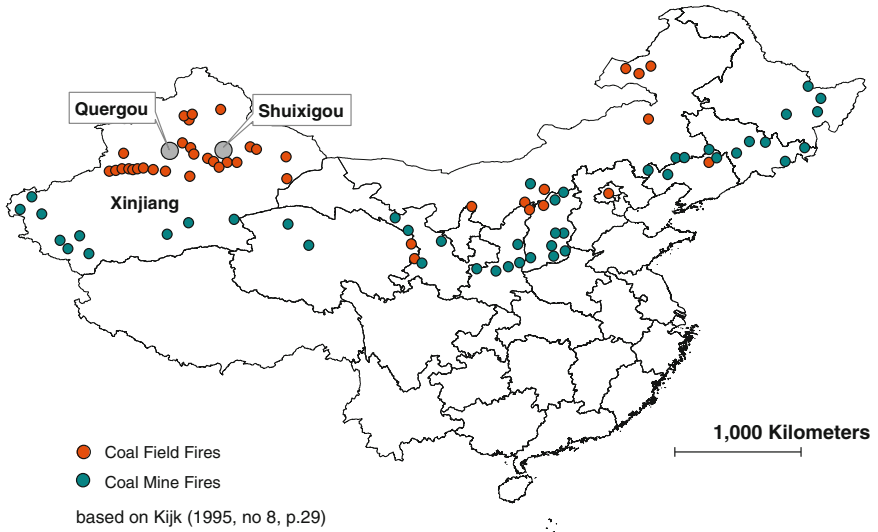 Quergou
Shuixigou
Xinjiang
1,000 Kilometers
Coal Field Fires
Coal Mine Fires
based on Kijk (1995, no 8, p.29)